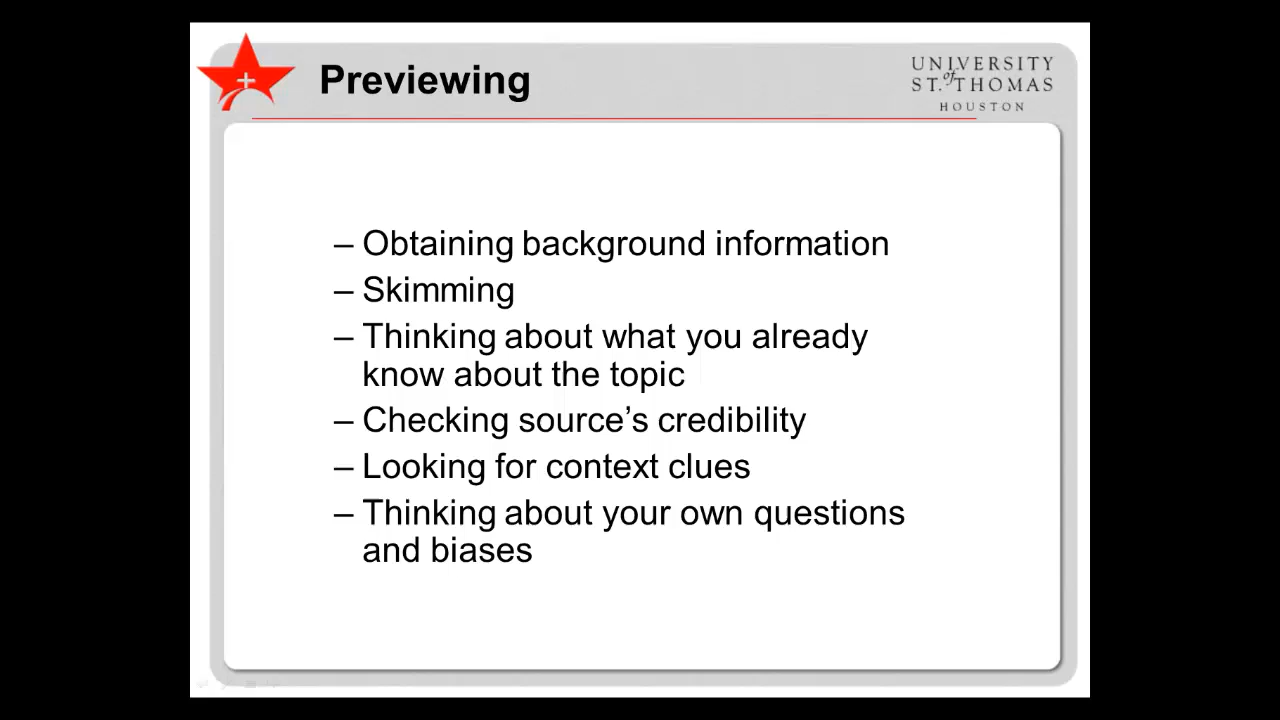 Previewing
UNIVERSITY
of
ST. THOMAS
HOUSTON
– Obtaining background information
– Skimming
– Thinking about what you already
know about the topic
– Checking source’s credibility
– Looking for context clues
– Thinking about your own questions
and biases